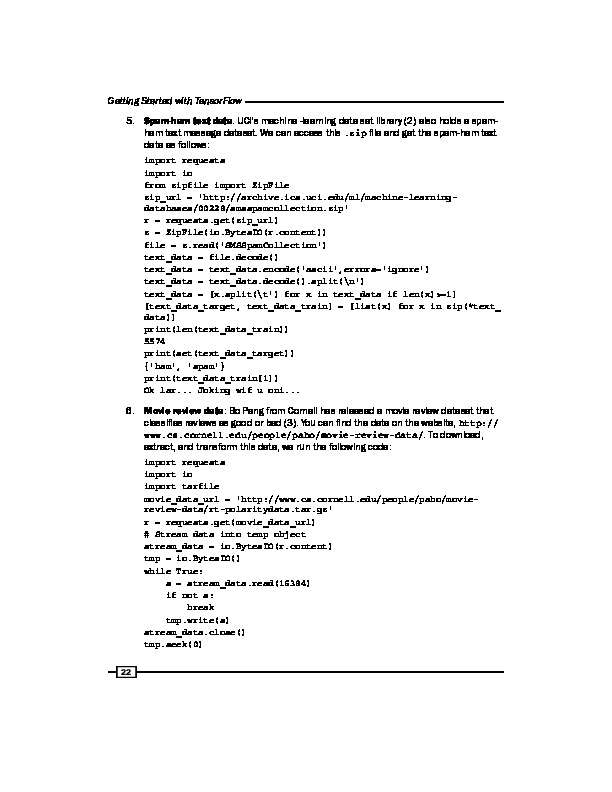 Getting Started with TensorFlow
5. Spam-ham text data. UCI's machine -learning data set library (2) also holds a spam-
ham text message dataset. We can access this .zip file and get the spam-ham text
data as follows:
import requests
import io
from zipfile import ZipFile
zip_url = 'http://archive.ics.uci.edu/ml/machine-learning-
databases/00228/smsspamcollection.zip'
r = requests.get(zip_url)
z = ZipFile(io.BytesIO(r.content))
file = z.read('SMSSpamCollection')
text_data = file.decode()
text_data = text_data.encode('ascii',errors='ignore')
text_data = text_data.decode().split(\n')
text_data = [x.split(\t') for x in text_data if len(x)>=1]
[text_data_target, text_data_train] = [list(x) for x in zip(*text_
data)]
print(len(text_data_train))
5574
print(set(text_data_target))
{'ham', 'spam'}
print(text_data_train[1])
Ok lar... Joking wif u oni...
6. Movie review data: Bo Pang from Cornell has released a movie review dataset that
classifies reviews as good or bad (3). You can find the data on the website, http://
www.cs.cornell.edu/people/pabo/movie-review-data/. To download,
extract, and transform this data, we run the following code:
import requests
import io
import tarfile
movie_data_url = 'http://www.cs.cornell.edu/people/pabo/movie-
review-data/rt-polaritydata.tar.gz'
r = requests.get(movie_data_url)
# Stream data into temp object
stream_data = io.BytesIO(r.content)
tmp = io.BytesIO()
while True:
    s = stream_data.read(16384)
    if not s:
        break
    tmp.write(s)
stream_data.close()
tmp.seek(0)
22